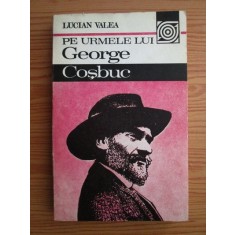 LUCIAN VALEA
PE URMELE LUI
George
Coşbuc